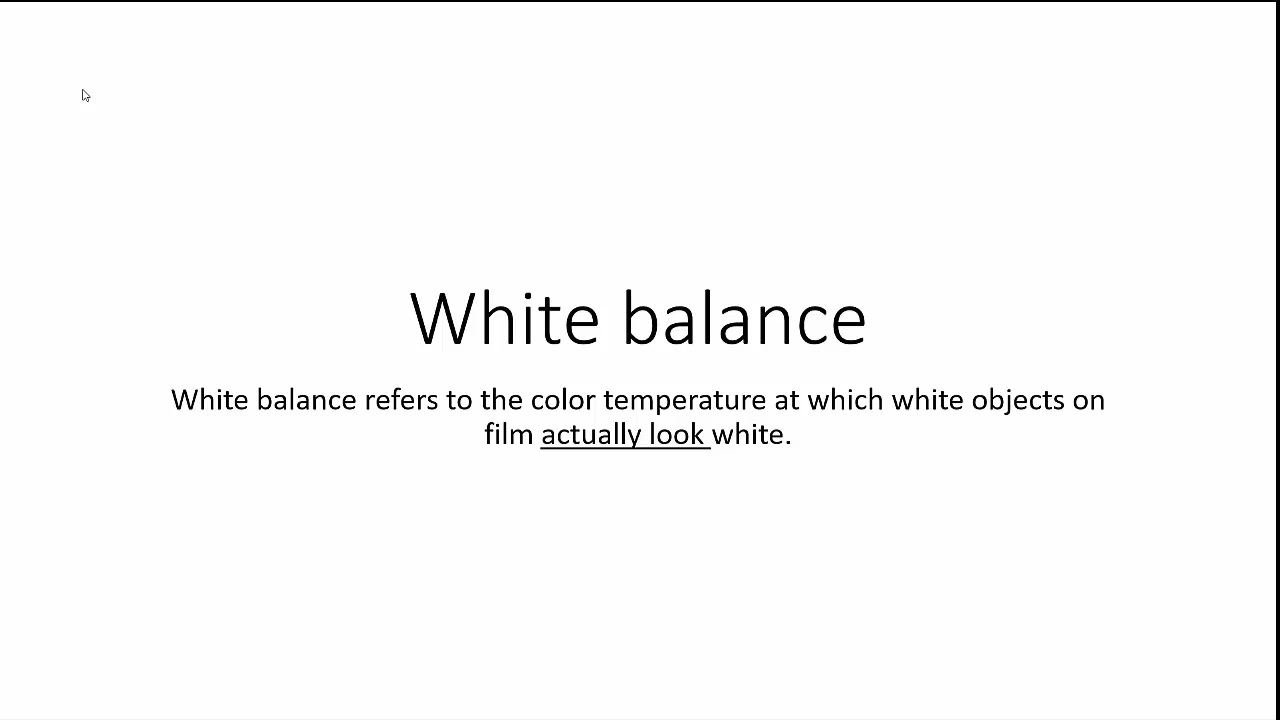 White balance
White balance refers to the color temperature at which white objects on
film actually look white.